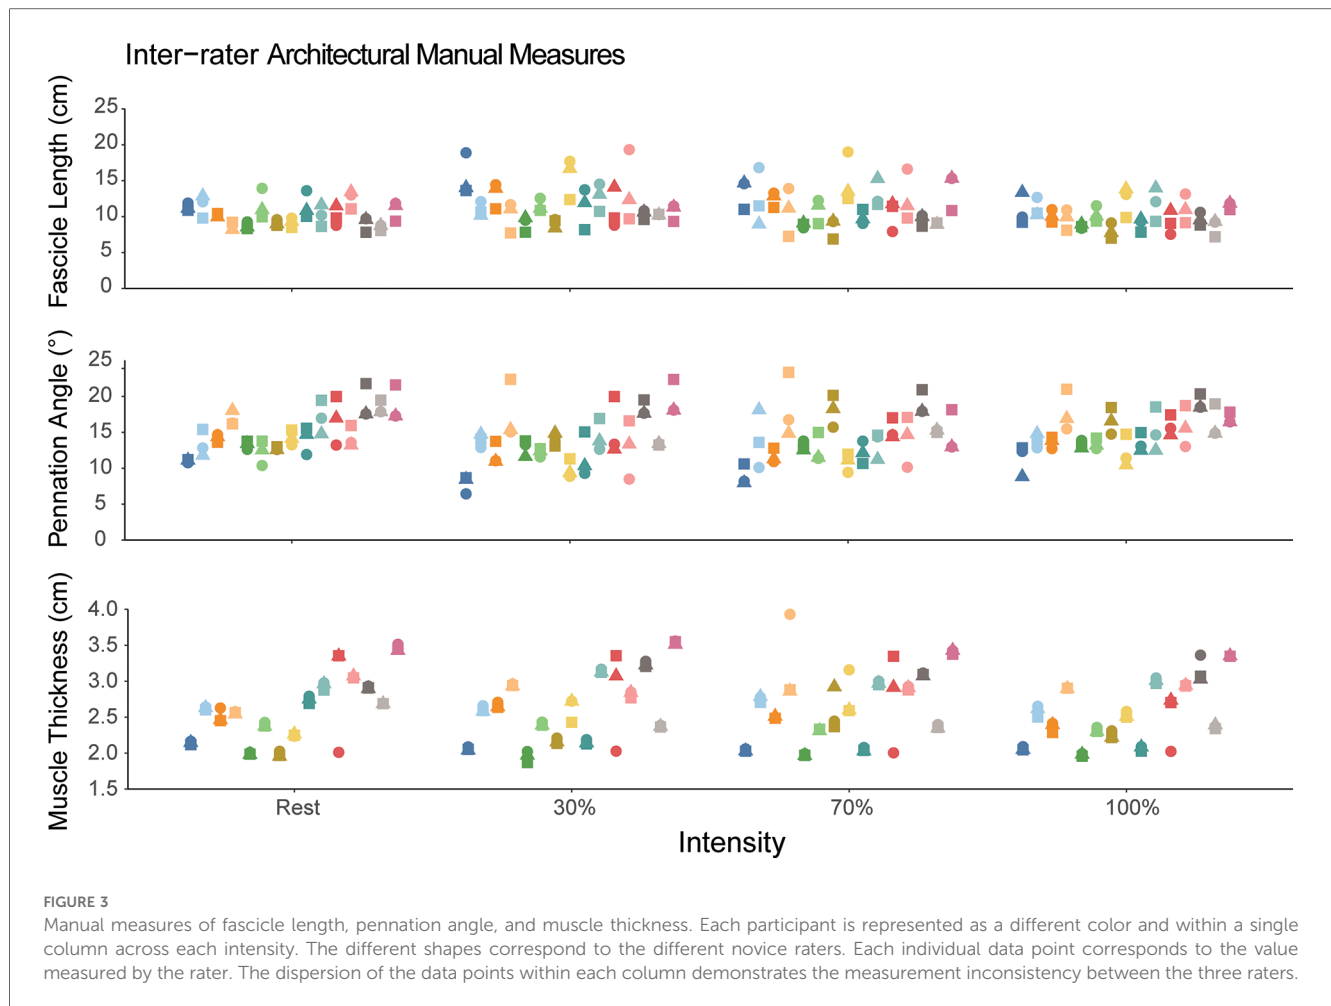 Inter−rater Architectural Manual Measures
Fascicle Length (cm)
25
20
15
10
5
0
Pennation Angle (°)
25
20
15
10
5
0
Muscle Thickness (cm)
4.0
3.5
3.0
2.5
2.0
1.5
Rest 30% 70% 100%
Intensity
FIGURE 3
Manual measures of fascicle length, pennation angle, and muscle thickness. Each participant is represented as a different color and within a single
column across each intensity. The different shapes correspond to the different novice raters. Each individual data point corresponds to the value
measured by the rater. The dispersion of the data points within each column demonstrates the measurement inconsistency between the three raters.